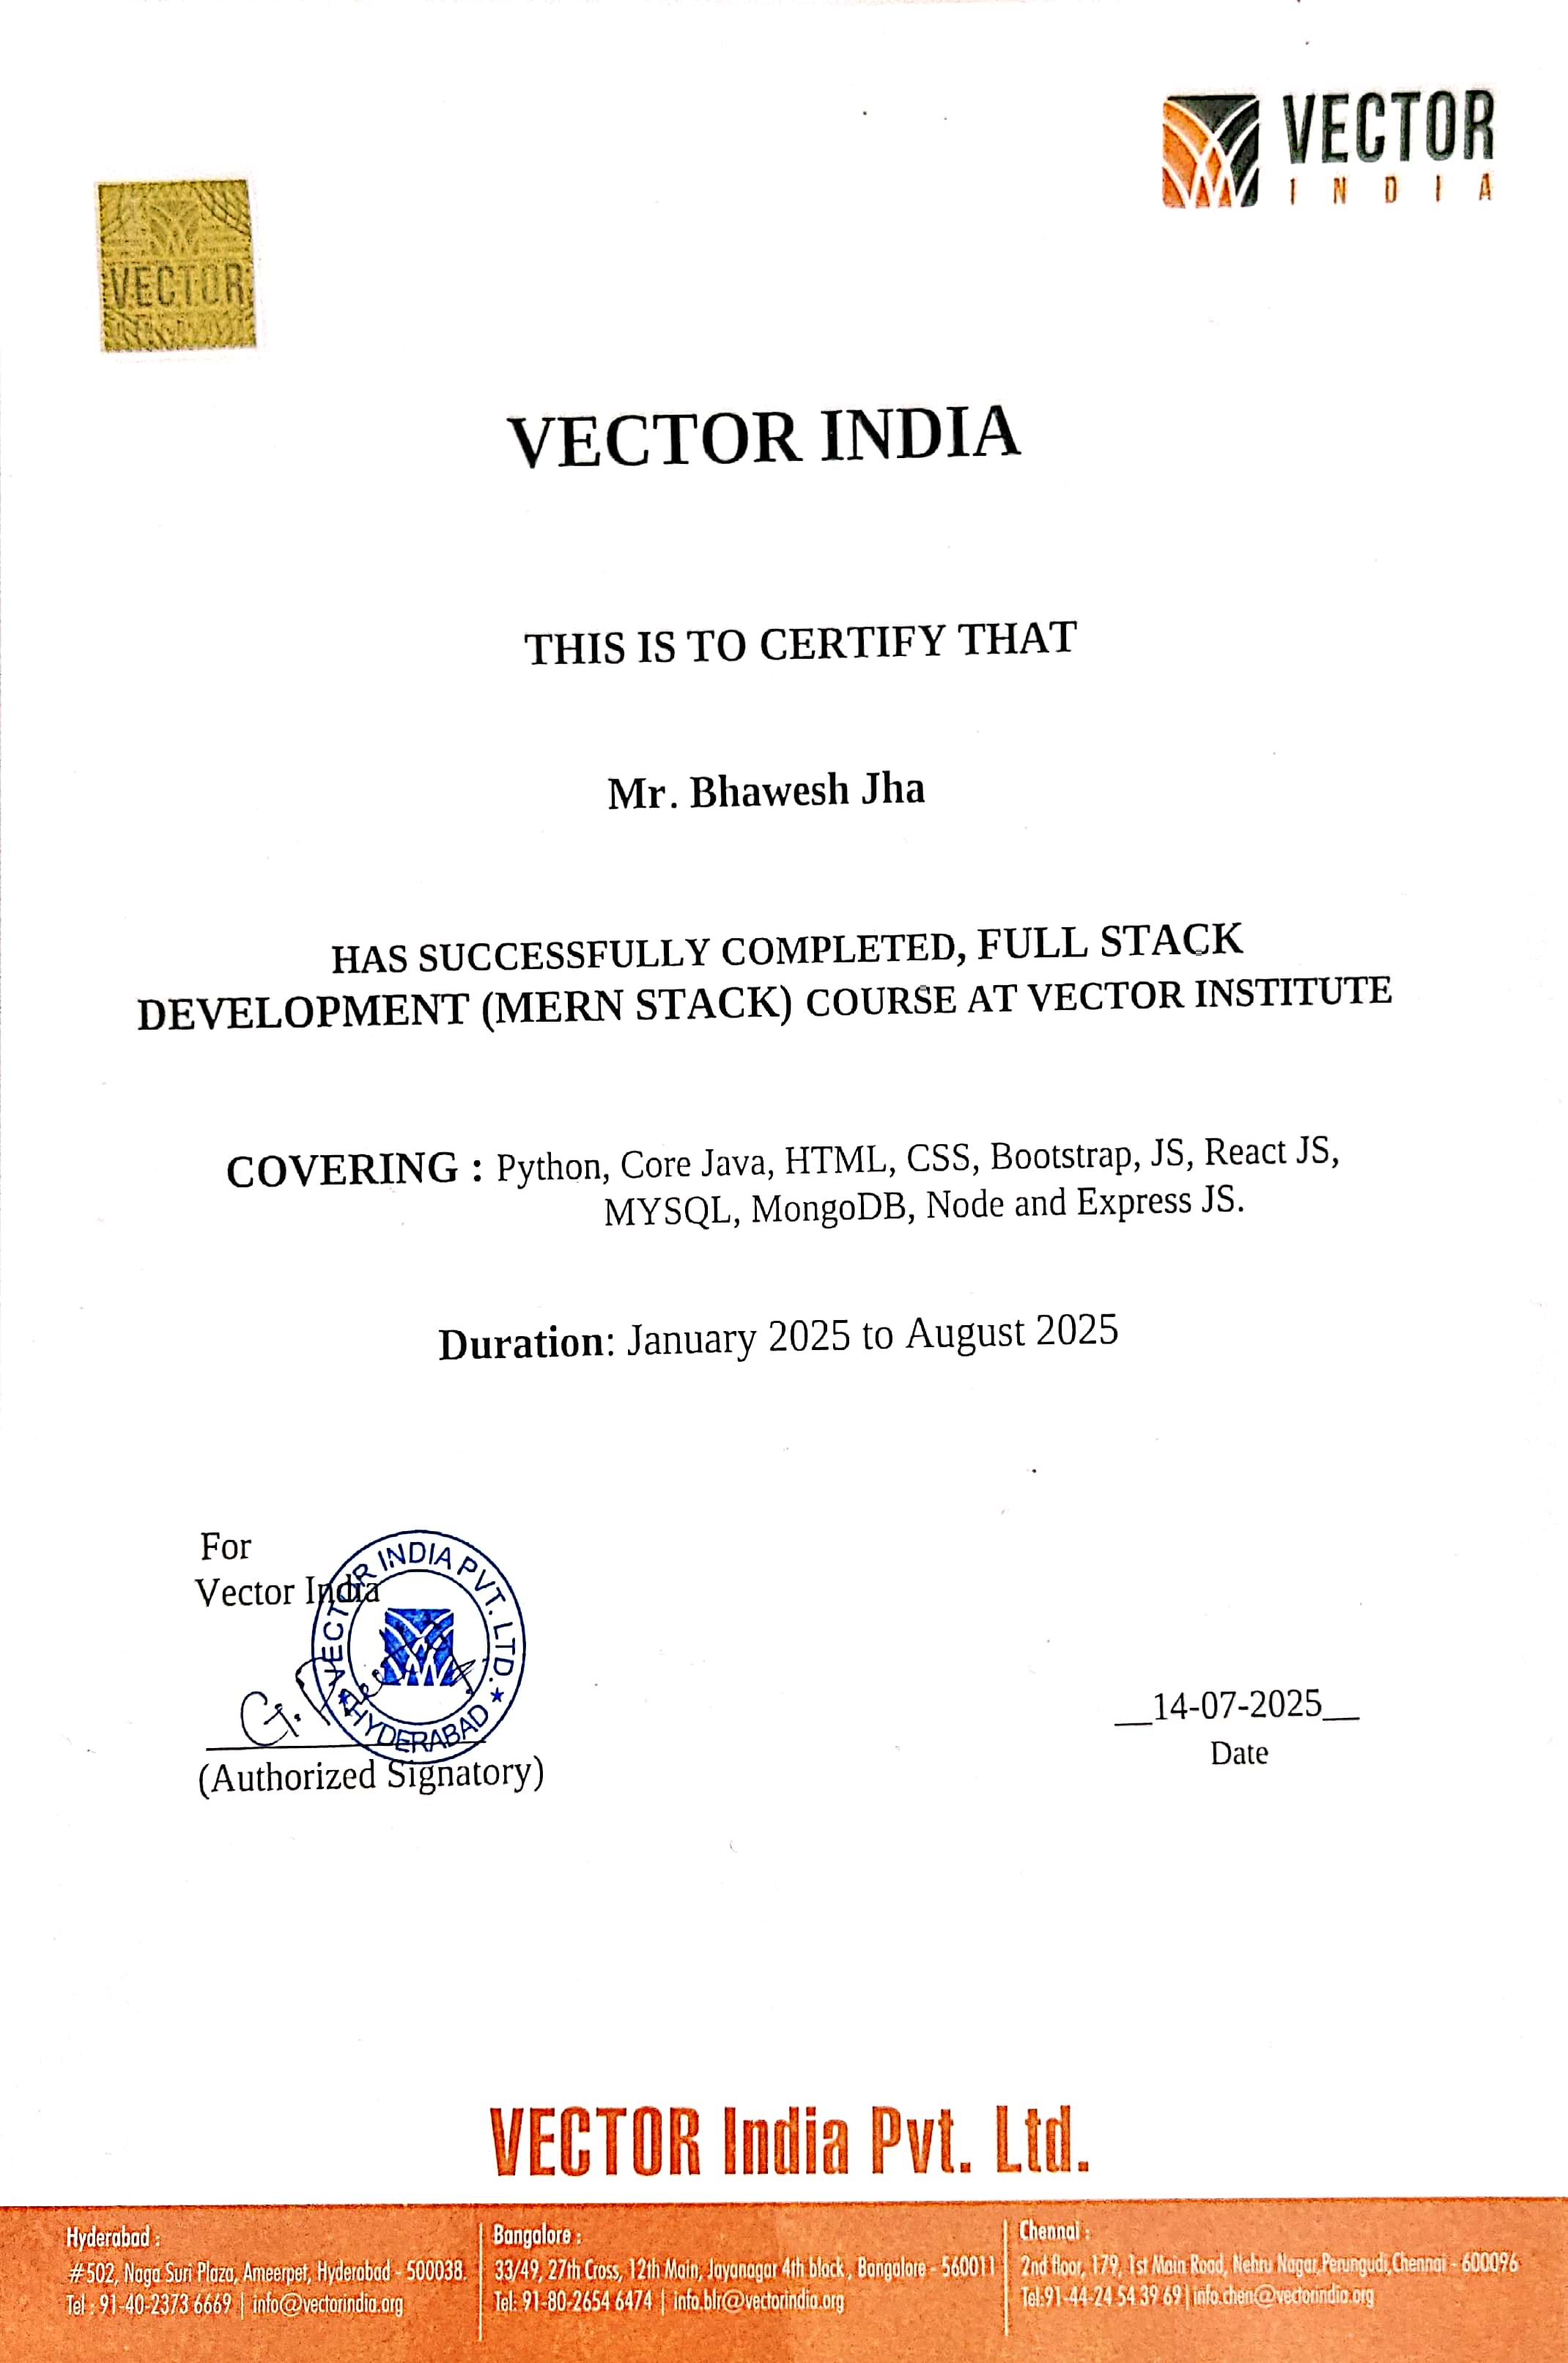 VECTOR
INDIA
VECTOR
VECTOR INDIA
THIS IS TO CERTIFY THAT
Mr. Bhawesh Jha
HAS SUCCESSFULLY COMPLETED, FULL STACK
DEVELOPMENT (MERN STACK) COURSE AT VECTOR INSTITUTE
COVERING : Python, Core Java, HTML, CSS, Bootstrap, JS, React JS,
MYSQL, MongoDB, Node and Express JS.
Duration: January 2025 to August 2025
For
Vector India
VECTOR INDIA PVT. LTD.
★ HYDERABAD ★
G.
(Authorized Signatory)
__14-07-2025__
Date
VECTOR India Pvt. Ltd.
Hyderabad :
#502, Naga Suri Plaza, Ameerpet, Hyderabad - 500038.
Tel : 91-40-2373 6669 | info@vectorindia.org
Bangalore :
33/49, 27th Cross, 12th Main, Jayanagar 4th block, Bangalore - 560011
Tel: 91-80-2654 6474 | info.blr@vectorindia.org
Chennai :
2nd floor, 179, 1st Main Road, Nehru Nagar,Perungudi,Chennai - 600096
Tel:91-44-24 54 39 69|info.chen@vectorindia.org